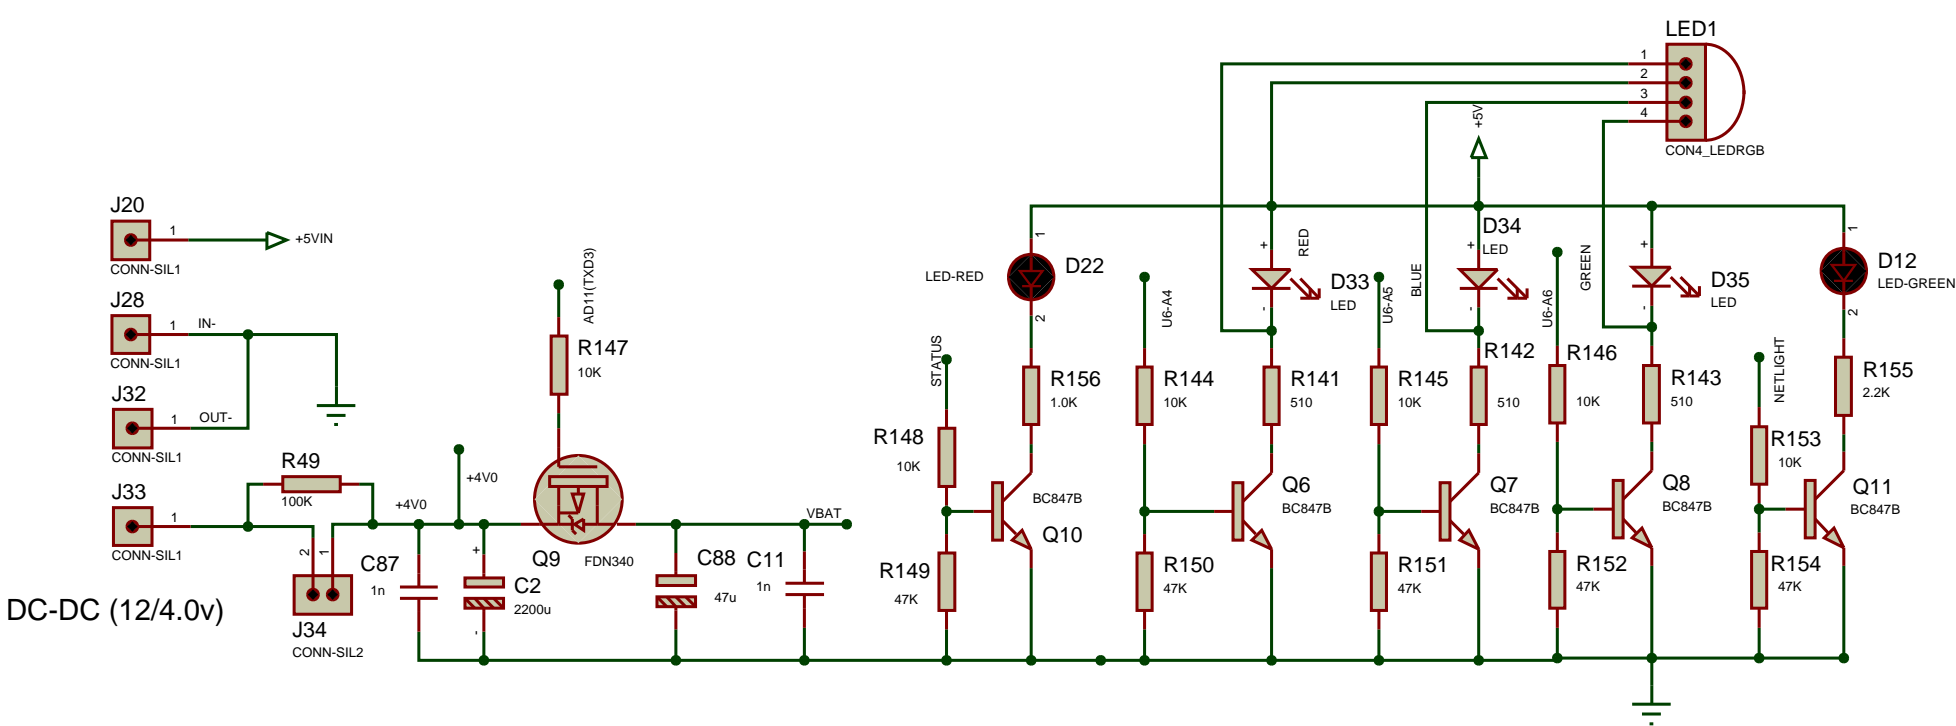 LED1
1
2
3
4
CON4_LEDRGB
+5V
J20
1
+5VIN
CONN-SIL1
J28
1
IN-
CONN-SIL1
J32
1
OUT-
CONN-SIL1
J33
1
CONN-SIL1
R49
100K
2
1
J34
CONN-SIL2
DC-DC (12/4.0v)
+4V0
+4V0
C87
1n
+
C2
2200u
-
AD11(TXD3)
R147
10K
Q9
FDN340
C88
47u
C11
1n
VBAT
STATUS
R148
10K
R149
47K
1
LED-RED
D22
2
R156
1.0K
BC847B
Q10
U6-A4
R144
10K
R150
47K
+
RED
D33
LED
-
R141
510
Q6
BC847B
U6-A5
R145
10K
R151
47K
BLUE
D34
LED
+
-
R142
510
Q7
BC847B
U6-A6
R146
10K
R152
47K
GREEN
+
D35
LED
-
R143
510
Q8
BC847B
NETLIGHT
R153
10K
R154
47K
1
D12
LED-GREEN
2
R155
2.2K
Q11
BC847B